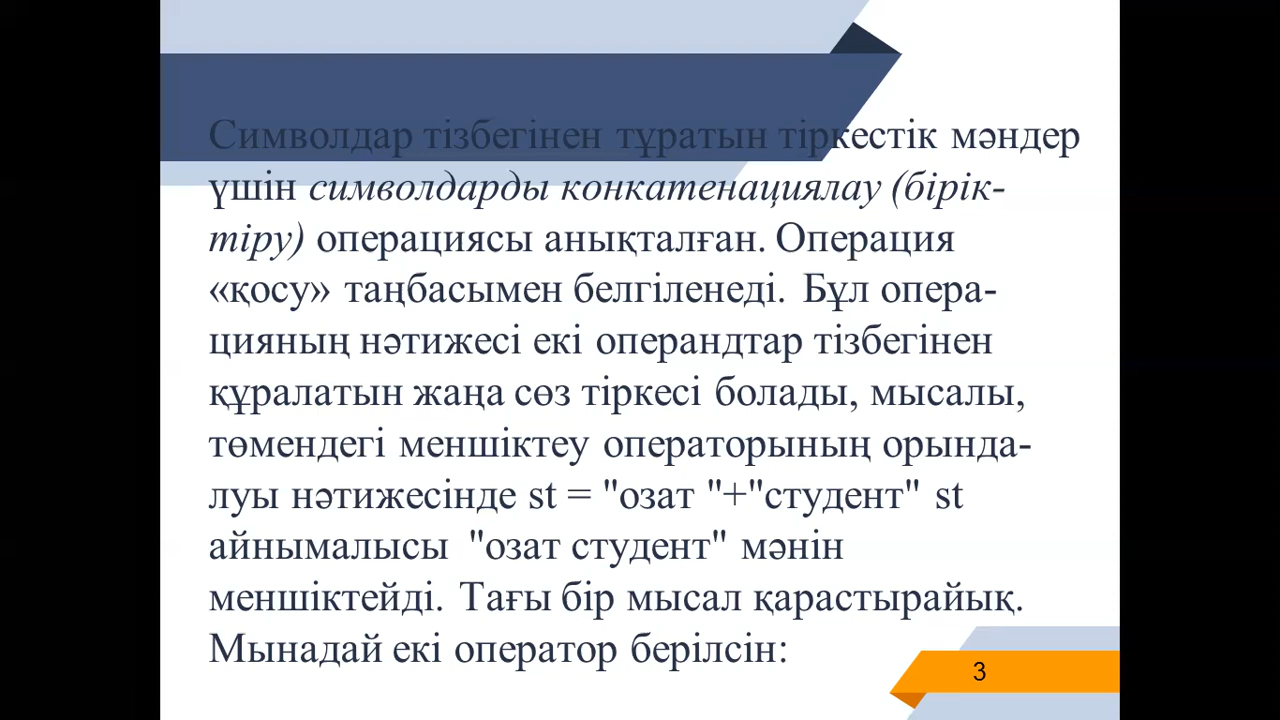 Символдар тізбегінен тұратын тіркестік мәндер
үшін символдарды конкатенациялау (бірік-
тіру) операциясы анықталған. Операция
«қосу» таңбасымен белгіленеді. Бұл опера-
цияның нәтижесі екі операндтар тізбегінен
құралатын жаңа сөз тіркесі болады, мысалы,
төмендегі меншіктеу операторының орында-
луы нәтижесінде st = "озат "+"студент" st
айнымалысы "озат студент" мәнін
меншіктейді. Тағы бір мысал қарастырайық.
Мынадай екі оператор берілсін:
3